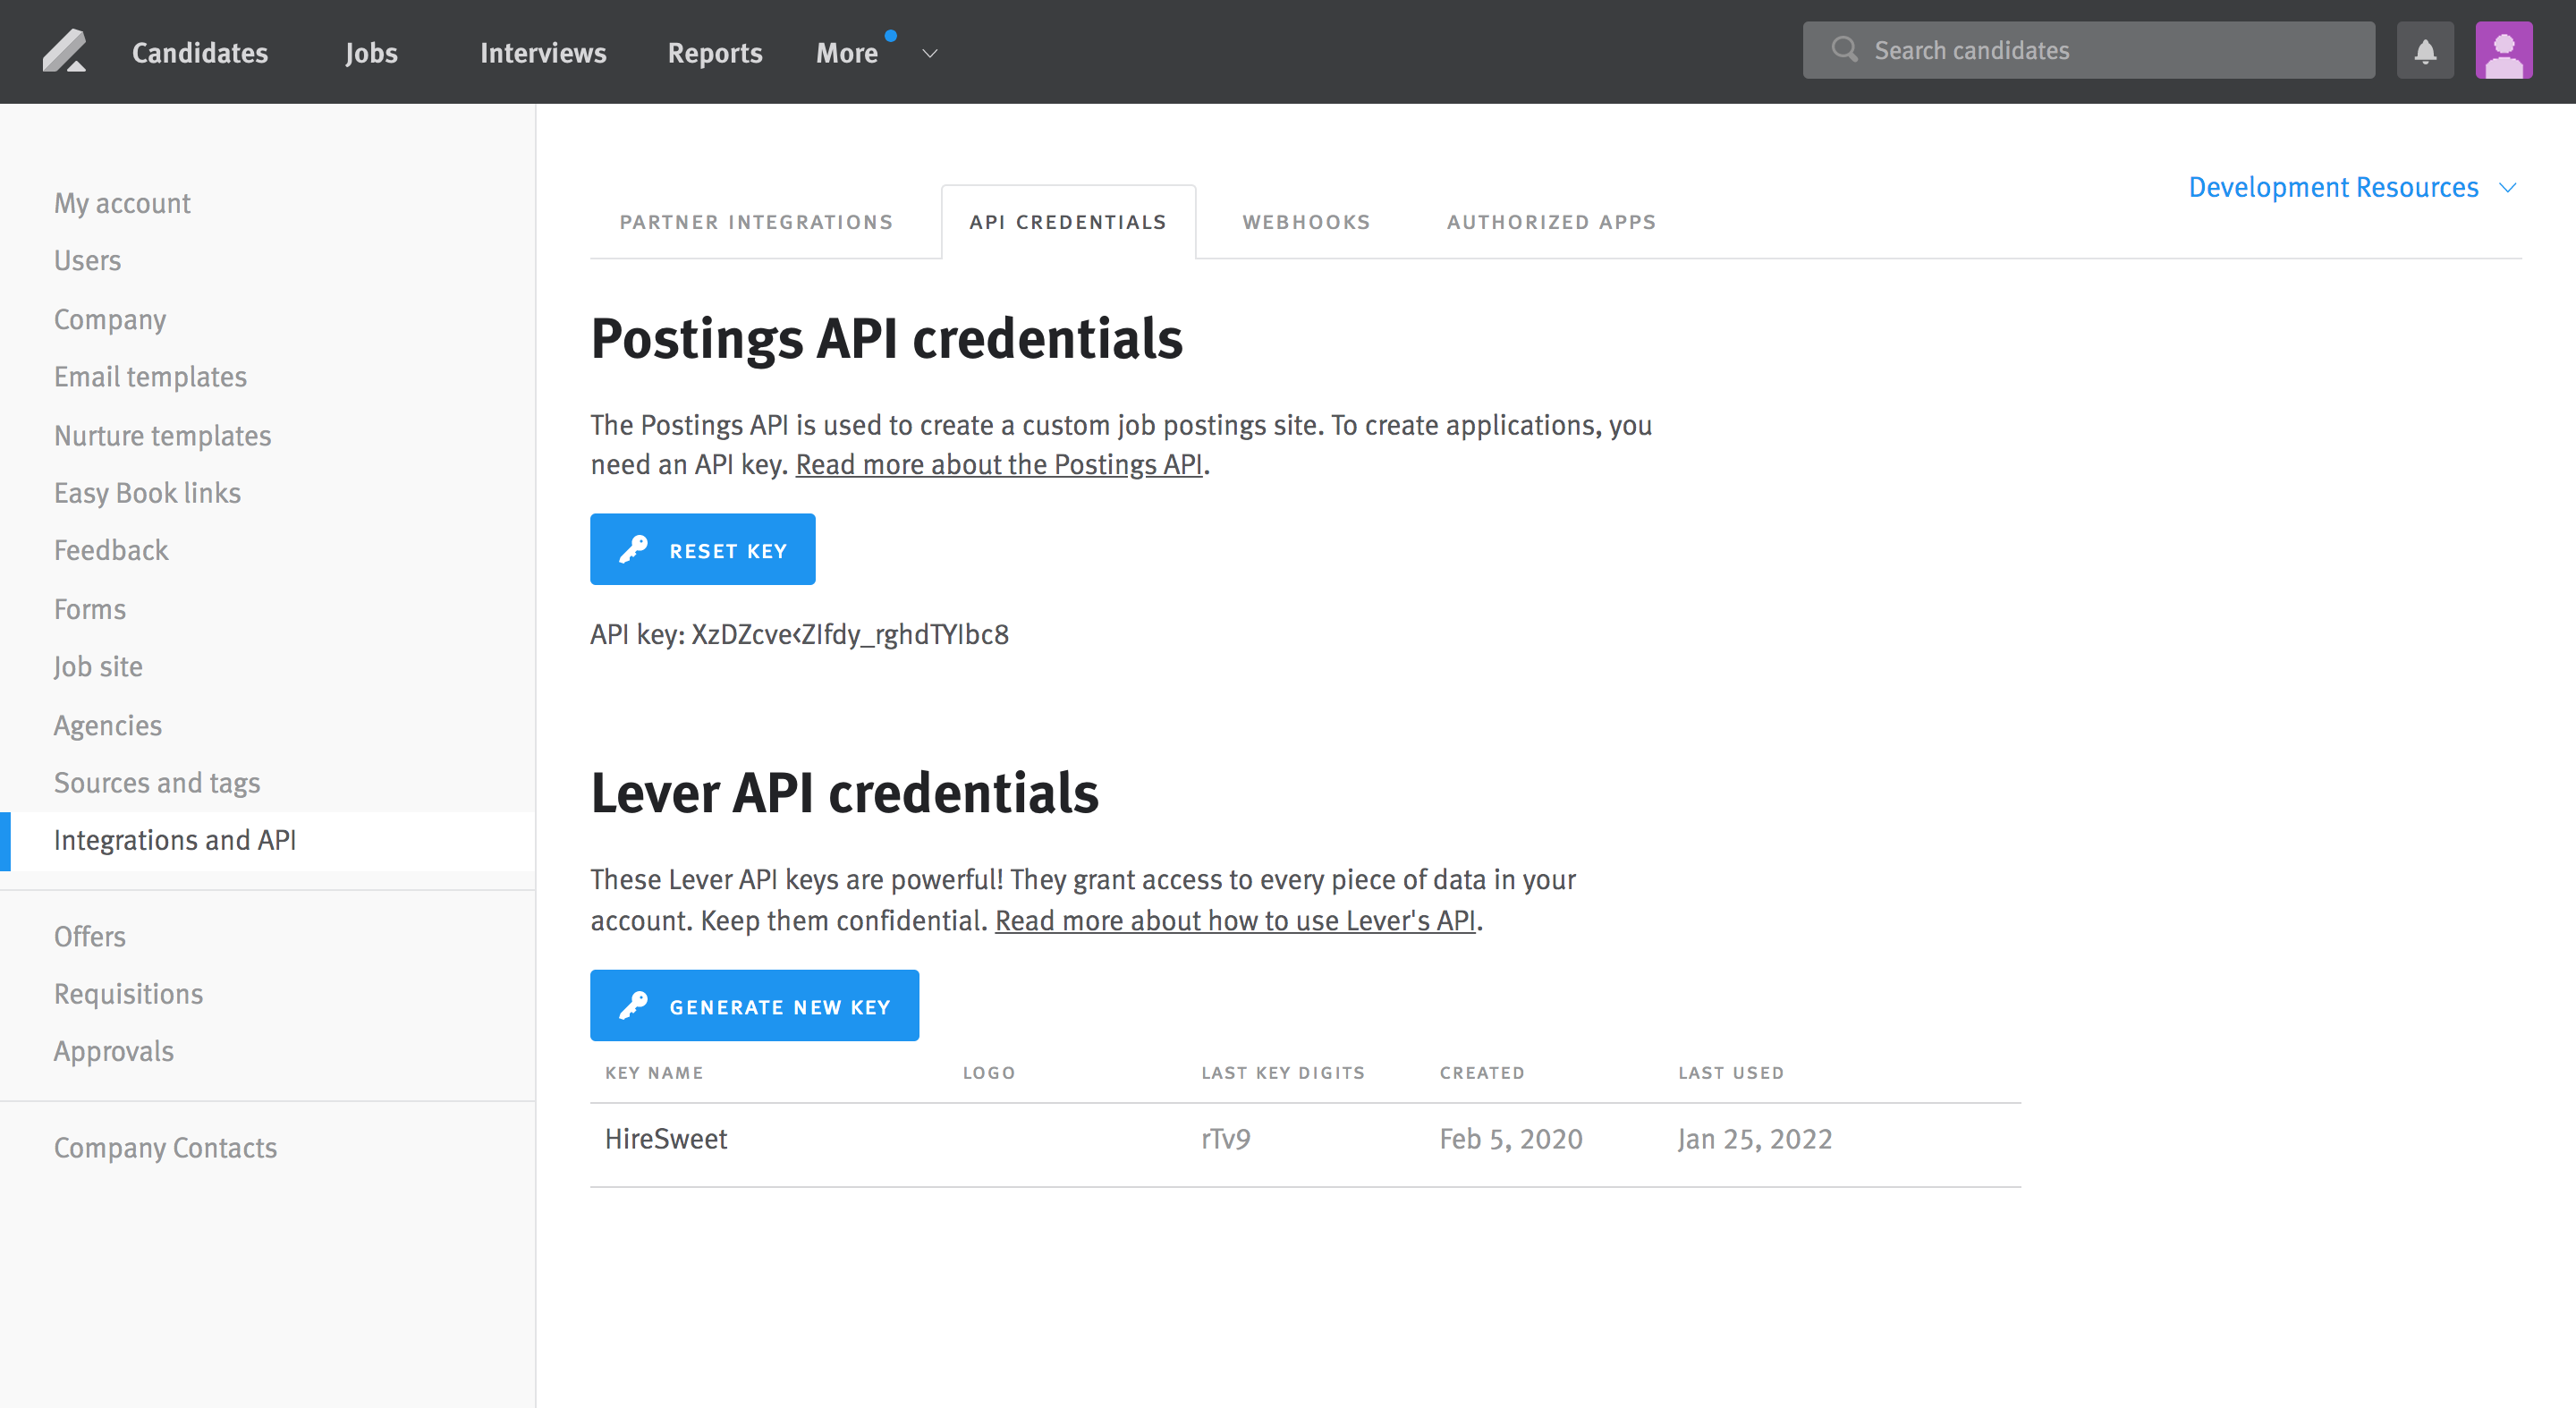 Candidates Jobs Interviews Reports More Search candidates
My account
Users
Company
Email templates
Nurture templates
Easy Book links
Feedback
Forms
Job site
Agencies
Sources and tags
Integrations and API
Offers
Requisitions
Approvals
Company Contacts
Development Resources
PARTNER INTEGRATIONS API CREDENTIALS WEBHOOKS AUTHORIZED APPS
Postings API credentials
The Postings API is used to create a custom job postings site. To create applications, you
need an API key. Read more about the Postings API.
RESET KEY
API key: XzDZcve<ZIfdy_rghdTYIbc8
Lever API credentials
These Lever API keys are powerful! They grant access to every piece of data in your
account. Keep them confidential. Read more about how to use Lever's API.
GENERATE NEW KEY
KEY NAME LOGO LAST KEY DIGITS CREATED LAST USED
HireSweet rTv9 Feb 5, 2020 Jan 25, 2022